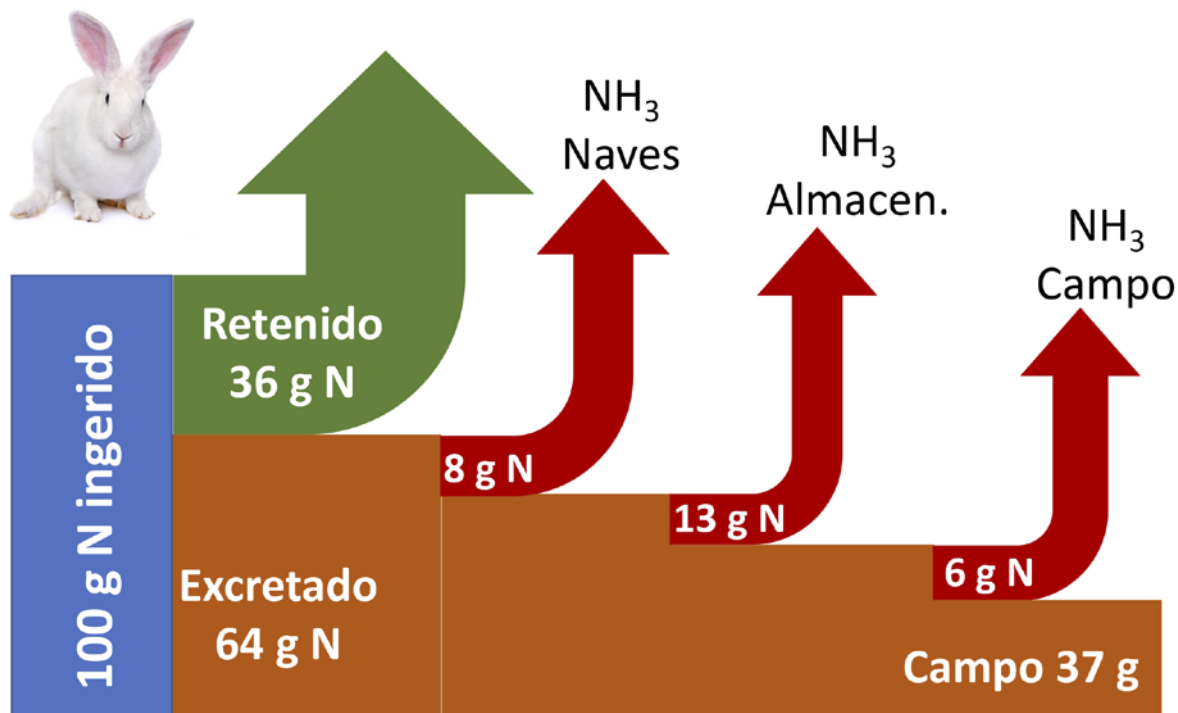 100 g N ingerido
Retenido
36 g N
Excretado
64 g N
NH₃
Naves
8 g N
NH₃
Almacen.
13 g N
NH₃
Campo
6 g N
Campo 37 g